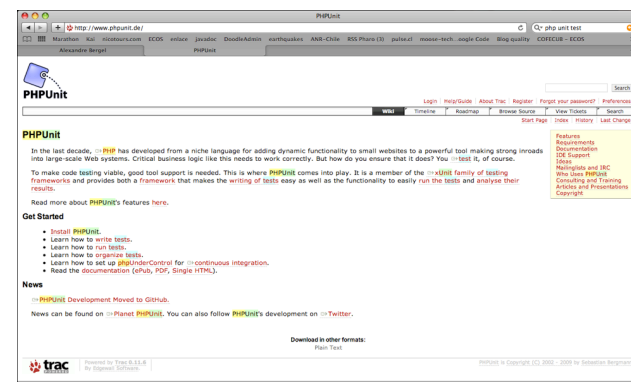 PHPUnit
http://www.phpunit.de/
php unit test
Marathon Kai nicotours.com ECOS enlace javadoc DoodleAdmin earthquakes ANR-Chile RSS Pharo (3) pulse.cl moose-tech...oogle Code Blog quality COFECUB - ECOS
Alexandre Bergel PHPUnit
PHPUnit
Search
Login Help/Guide About Trac Register Forgot your password? Preferences
Wiki Timeline Roadmap Browse Source View Tickets Search
Start Page Index History Last Change
PHPUnit
In the last decade, PHP has developed from a niche language for adding dynamic functionality to small websites to a powerful tool making strong inroads
into large-scale Web systems. Critical business logic like this needs to work correctly. But how do you ensure that it does? You test it, of course.
To make code testing viable, good tool support is needed. This is where PHPUnit comes into play. It is a member of the xUnit family of testing
frameworks and provides both a framework that makes the writing of tests easy as well as the functionality to easily run the tests and analyse their
results.
Read more about PHPUnit's features here.
Features
Requirements
Documentation
IDE Support
Ideas
Mailinglists and IRC
Who Uses PHPUnit
Consulting and Training
Articles and Presentations
Copyright
Get Started
Install PHPUnit.
Learn how to write tests.
Learn how to run tests.
Learn how to organize tests.
Learn how to set up phpUnderControl for continuous integration.
Read the documentation (ePub, PDF, Single HTML).
News
PHPUnit Development Moved to GitHub.
News can be found on Planet PHPUnit. You can also follow PHPUnit's development on Twitter.
Download in other formats:
Plain Text
trac
POWERED
Powered by Trac 0.11.6
By Edgewall Software.
PHPUnit is Copyright (C) 2002 - 2009 by Sebastian Bergmann